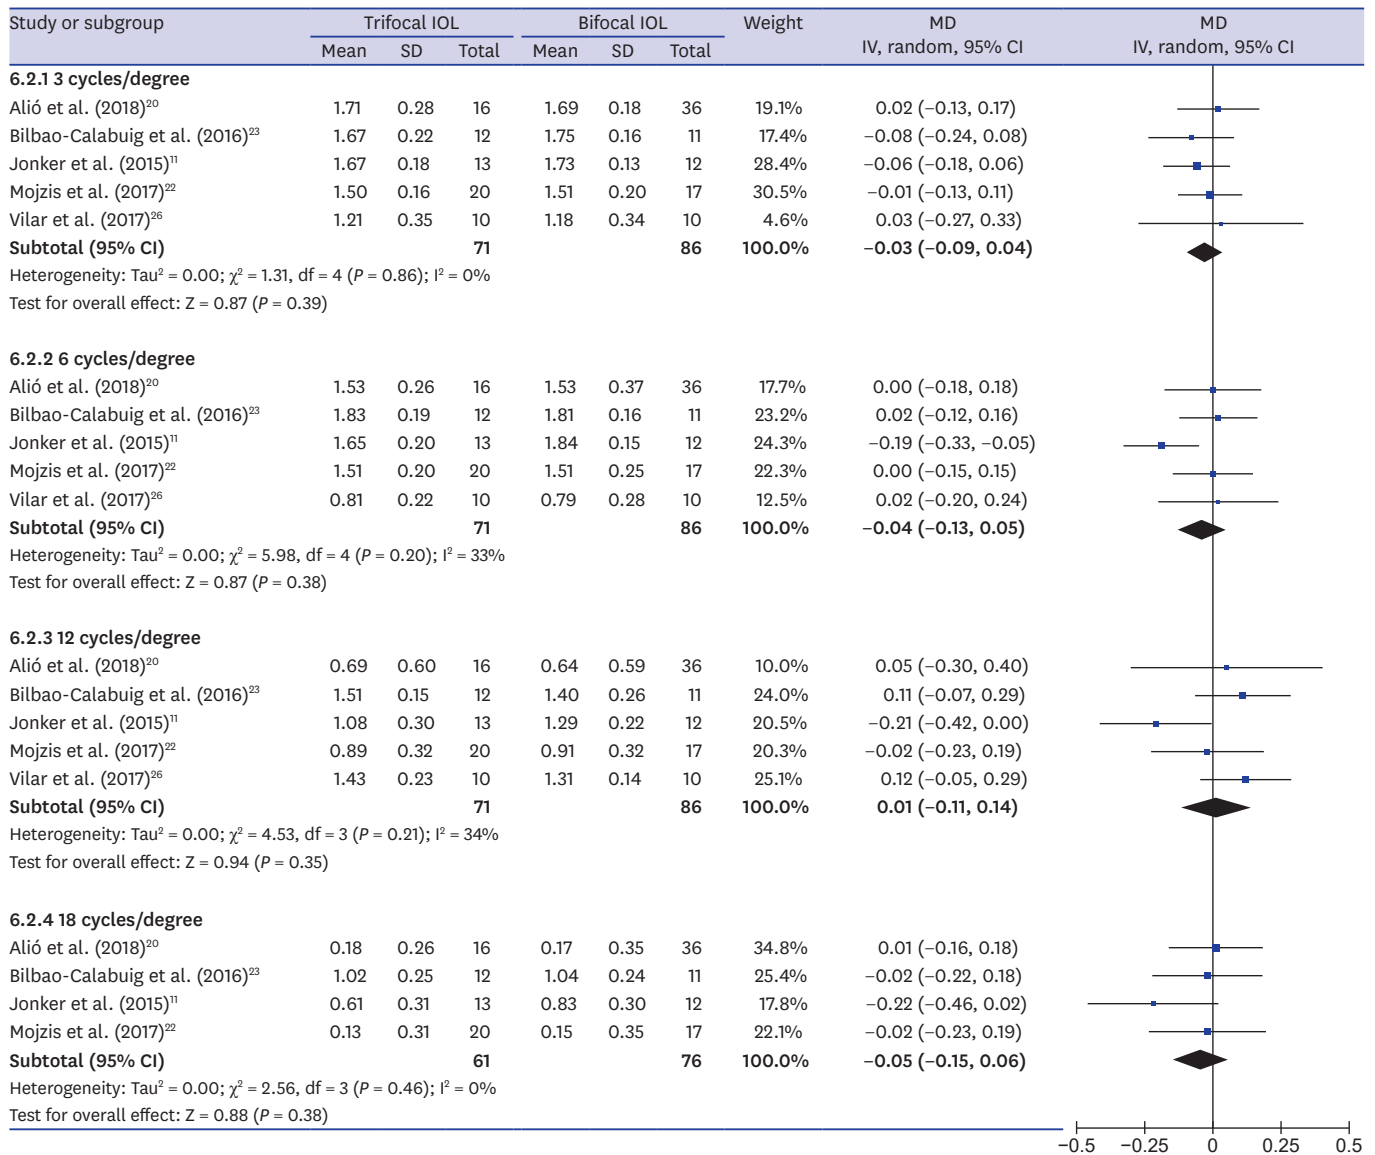 Study or subgroup Trifocal IOL Bifocal IOL Weight MD MD
Mean SD Total Mean SD Total IV, random, 95% CI IV, random, 95% CI
6.2.1 3 cycles/degree
Alió et al. (2018)²⁰ 1.71 0.28 16 1.69 0.18 36 19.1% 0.02 (−0.13, 0.17)
Bilbao-Calabuig et al. (2016)²³ 1.67 0.22 12 1.75 0.16 11 17.4% −0.08 (−0.24, 0.08)
Jonker et al. (2015)¹¹ 1.67 0.18 13 1.73 0.13 12 28.4% −0.06 (−0.18, 0.06)
Mojzis et al. (2017)²² 1.50 0.16 20 1.51 0.20 17 30.5% −0.01 (−0.13, 0.11)
Vilar et al. (2017)²⁶ 1.21 0.35 10 1.18 0.34 10 4.6% 0.03 (−0.27, 0.33)
Subtotal (95% CI) 71 86 100.0% −0.03 (−0.09, 0.04)
Heterogeneity: Tau² = 0.00; χ² = 1.31, df = 4 (P = 0.86); I² = 0%
Test for overall effect: Z = 0.87 (P = 0.39)
6.2.2 6 cycles/degree
Alió et al. (2018)²⁰ 1.53 0.26 16 1.53 0.37 36 17.7% 0.00 (−0.18, 0.18)
Bilbao-Calabuig et al. (2016)²³ 1.83 0.19 12 1.81 0.16 11 23.2% 0.02 (−0.12, 0.16)
Jonker et al. (2015)¹¹ 1.65 0.20 13 1.84 0.15 12 24.3% −0.19 (−0.33, −0.05)
Mojzis et al. (2017)²² 1.51 0.20 20 1.51 0.25 17 22.3% 0.00 (−0.15, 0.15)
Vilar et al. (2017)²⁶ 0.81 0.22 10 0.79 0.28 10 12.5% 0.02 (−0.20, 0.24)
Subtotal (95% CI) 71 86 100.0% −0.04 (−0.13, 0.05)
Heterogeneity: Tau² = 0.00; χ² = 5.98, df = 4 (P = 0.20); I² = 33%
Test for overall effect: Z = 0.87 (P = 0.38)
6.2.3 12 cycles/degree
Alió et al. (2018)²⁰ 0.69 0.60 16 0.64 0.59 36 10.0% 0.05 (−0.30, 0.40)
Bilbao-Calabuig et al. (2016)²³ 1.51 0.15 12 1.40 0.26 11 24.0% 0.11 (−0.07, 0.29)
Jonker et al. (2015)¹¹ 1.08 0.30 13 1.29 0.22 12 20.5% −0.21 (−0.42, 0.00)
Mojzis et al. (2017)²² 0.89 0.32 20 0.91 0.32 17 20.3% −0.02 (−0.23, 0.19)
Vilar et al. (2017)²⁶ 1.43 0.23 10 1.31 0.14 10 25.1% 0.12 (−0.05, 0.29)
Subtotal (95% CI) 71 86 100.0% 0.01 (−0.11, 0.14)
Heterogeneity: Tau² = 0.00; χ² = 4.53, df = 3 (P = 0.21); I² = 34%
Test for overall effect: Z = 0.94 (P = 0.35)
6.2.4 18 cycles/degree
Alió et al. (2018)²⁰ 0.18 0.26 16 0.17 0.35 36 34.8% 0.01 (−0.16, 0.18)
Bilbao-Calabuig et al. (2016)²³ 1.02 0.25 12 1.04 0.24 11 25.4% −0.02 (−0.22, 0.18)
Jonker et al. (2015)¹¹ 0.61 0.31 13 0.83 0.30 12 17.8% −0.22 (−0.46, 0.02)
Mojzis et al. (2017)²² 0.13 0.31 20 0.15 0.35 17 22.1% −0.02 (−0.23, 0.19)
Subtotal (95% CI) 61 76 100.0% −0.05 (−0.15, 0.06)
Heterogeneity: Tau² = 0.00; χ² = 2.56, df = 3 (P = 0.46); I² = 0%
Test for overall effect: Z = 0.88 (P = 0.38)
−0.5 −0.25 0 0.25 0.5